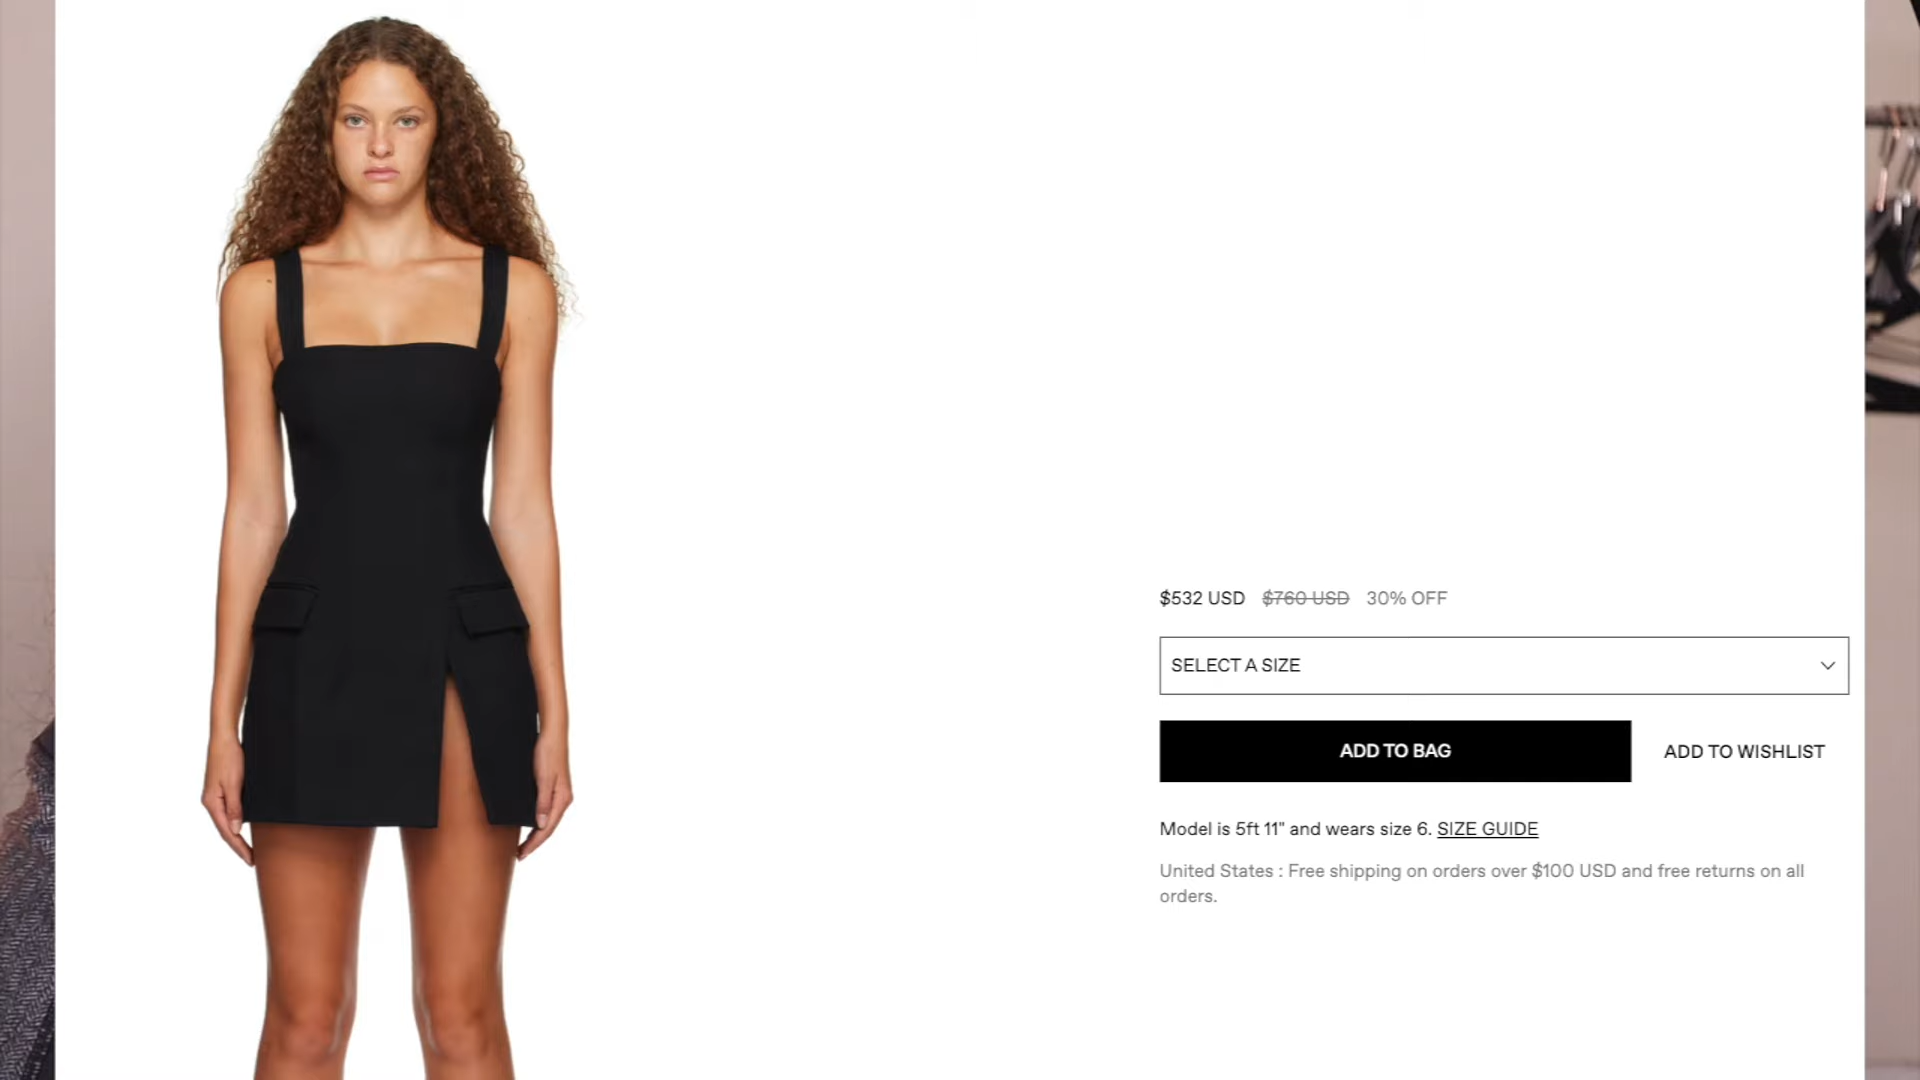 $532 USD $760 USD 30% OFF
SELECT A SIZE
ADD TO BAG
ADD TO WISHLIST
Model is 5ft 11" and wears size 6. SIZE GUIDE
United States : Free shipping on orders over $100 USD and free returns on all
orders.